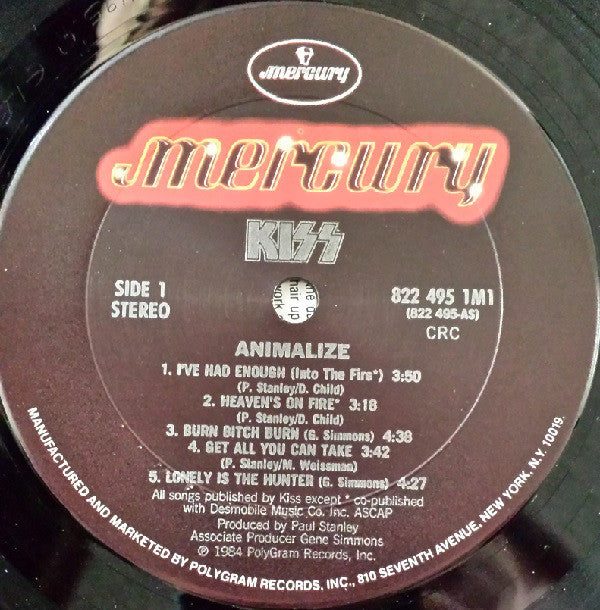 mercury
mercury
KISS
SIDE 1
STEREO
822 495 1M1
(822 495-AS)
CRC
ANIMALIZE
1. I'VE HAD ENOUGH (Into The Fire*) 3:50
(P. Stanley/D. Child)
2. HEAVEN'S ON FIRE* 3:18
(P. Stanley/D. Child)
3. BURN BITCH BURN (G. Simmons) 4:38
4. GET ALL YOU CAN TAKE 3:42
(P. Stanley/M. Weissman)
5. LONELY IS THE HUNTER (G. Simmons) 4:27
All songs published by Kiss except * co-published
with Desmobile Music Co. Inc. ASCAP
Produced by Paul Stanley
Associate Producer Gene Simmons
℗ 1984 PolyGram Records, Inc.
MANUFACTURED AND MARKETED BY POLYGRAM RECORDS, INC., 810 SEVENTH AVENUE, NEW YORK, N.Y. 10019.